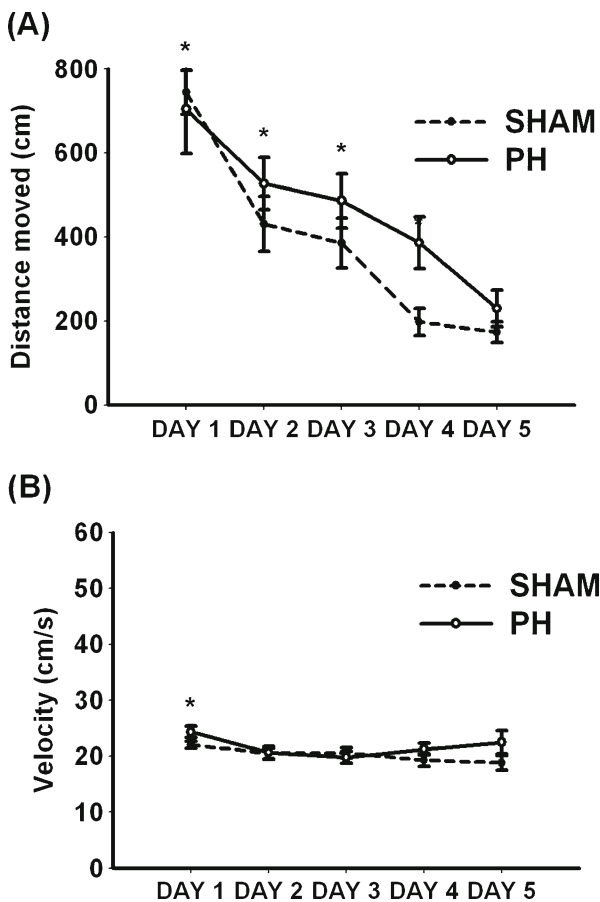 (A)
*
*
*
*
800
600
400
200
0
Distance moved (cm)
SHAM
PH
DAY 1 DAY 2 DAY 3 DAY 4 DAY 5
(B)
60
50
40
30
20
10
0
Velocity (cm/s)
SHAM
PH
*
DAY 1 DAY 2 DAY 3 DAY 4 DAY 5